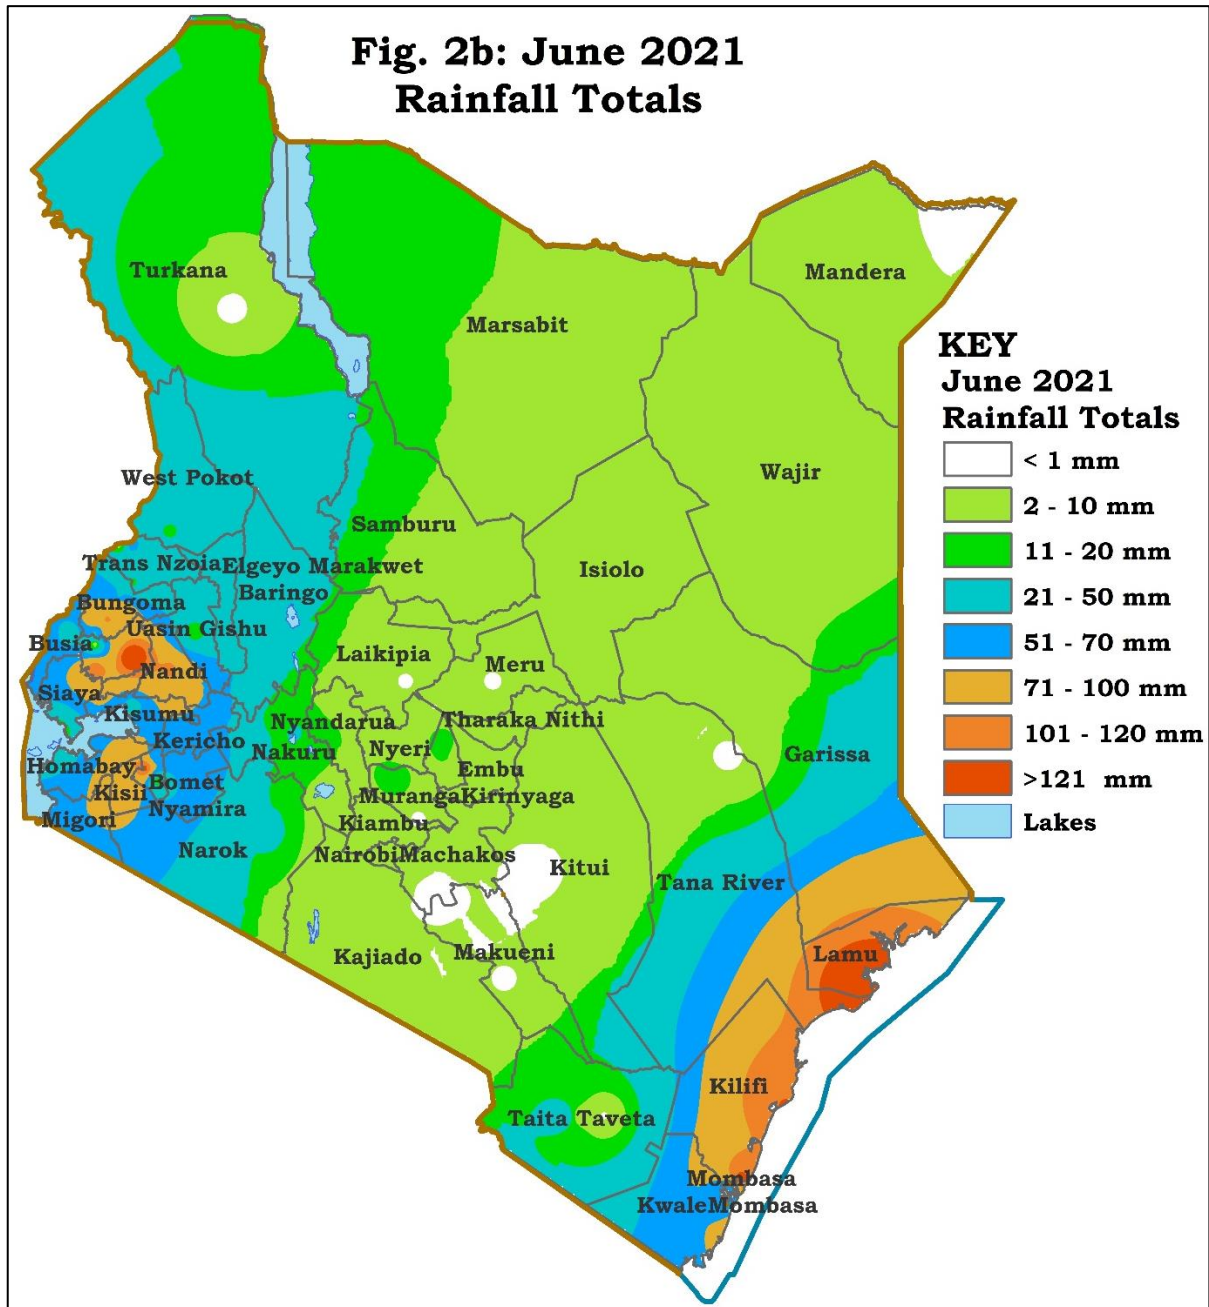 Fig. 2b: June 2021
Rainfall Totals
Turkana
Mandera
Marsabit
KEY
June 2021
Rainfall Totals
< 1 mm
2 - 10 mm
11 - 20 mm
21 - 50 mm
51 - 70 mm
71 - 100 mm
101 - 120 mm
>121 mm
Lakes
West Pokot
Wajir
Samburu
Trans Nzoia
Elgeyo Marakwet
Isiolo
Baringo
Bungoma
Uasin Gishu
Busia
Laikipia
Meru
Nandi
Siaya
Kisumu
Nyandarua
Tharaka Nithi
Kericho
Nakuru
Nyeri
Garissa
Homabay
Bomet
Embu
Kisii
Nyamira
Muranga
Kirinyaga
Migori
Kiambu
Narok
Nairobi
Machakos
Kitui
Tana River
Kajiado
Makueni
Lamu
Kilifi
Taita Taveta
Mombasa
Kwale
Mombasa